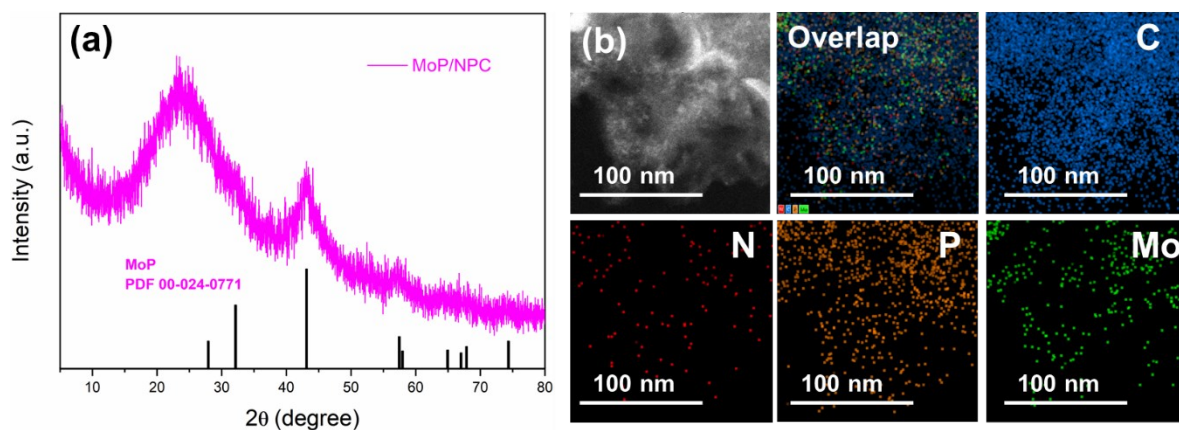 (a)
MoP/NPC
MoP
PDF 00-024-0771
Intensity (a.u.)
10 20 30 40 50 60 70 80
2θ (degree)
(b)
100 nm
Overlap
100 nm
C
100 nm
N
100 nm
P
100 nm
Mo
100 nm